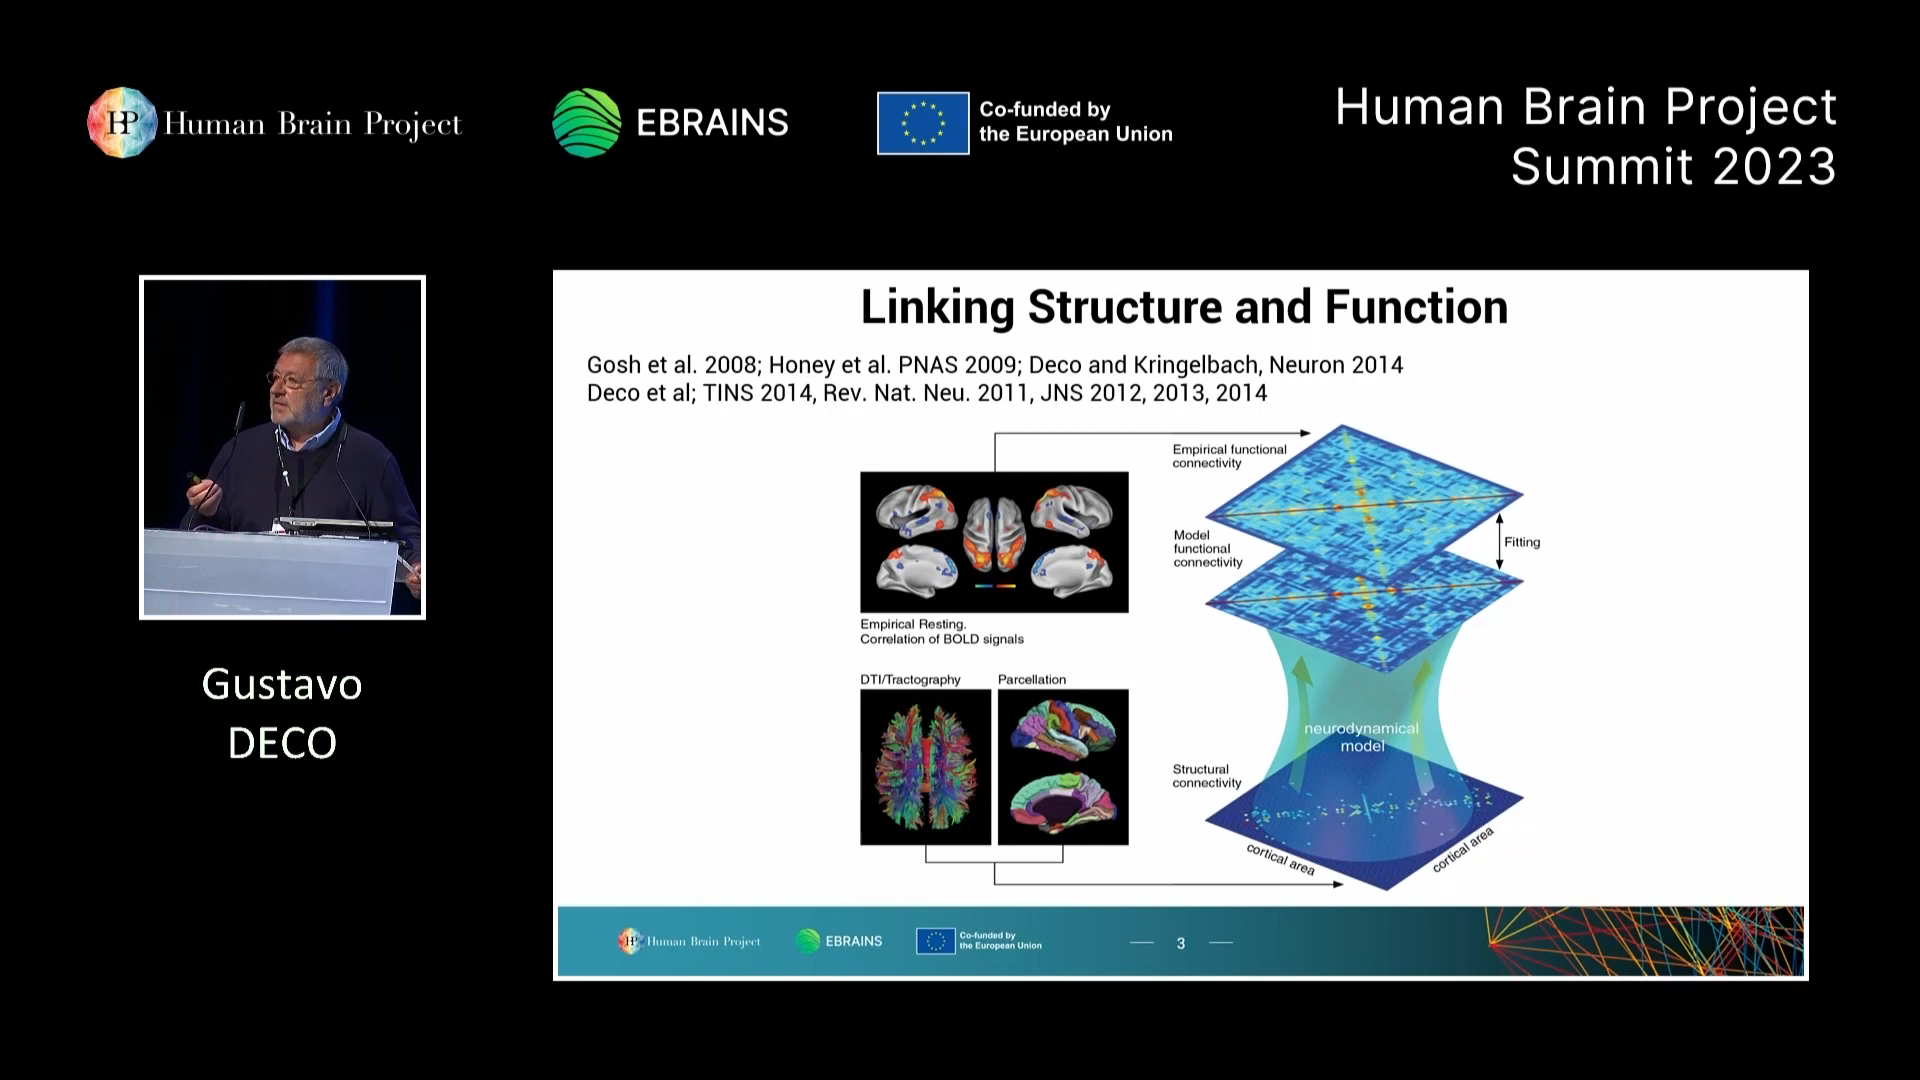 HP Human Brain Project
EBRAINS
Co-funded by
the European Union
Human Brain Project
Summit 2023
Gustavo
DECO
Linking Structure and Function
Gosh et al. 2008; Honey et al. PNAS 2009; Deco and Kringelbach, Neuron 2014
Deco et al; TINS 2014, Rev. Nat. Neu. 2011, JNS 2012, 2013, 2014
Empirical functional
connectivity
Model
functional
connectivity
Fitting
Empirical Resting.
Correlation of BOLD signals
DTI/Tractography
Parcellation
neurodynamical
model
Structural
connectivity
cortical area
cortical area
HP Human Brain Project
EBRAINS
Co-funded by
the European Union
3